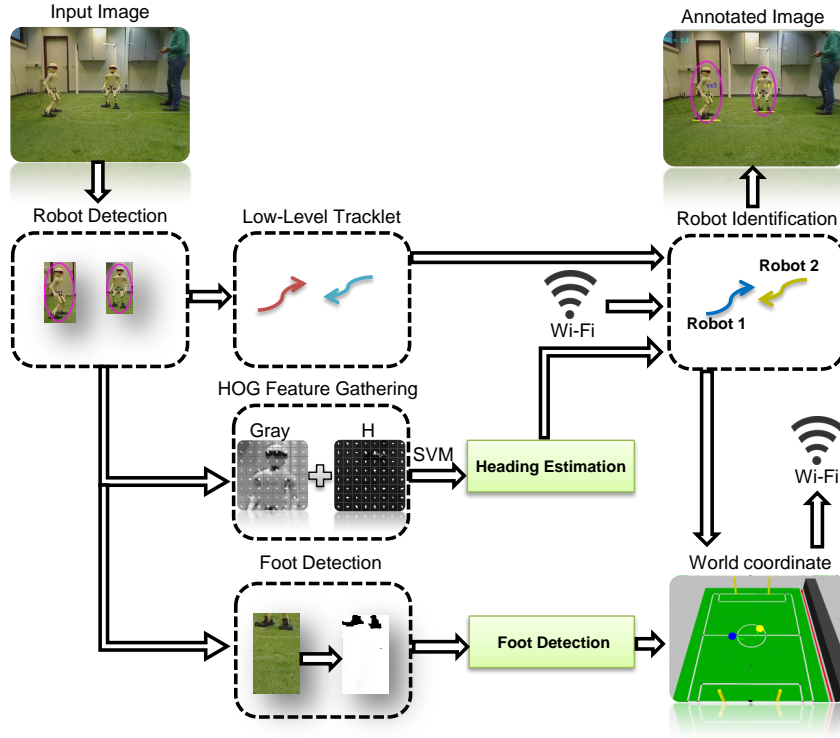 Input Image
Annotated Image
Robot Detection
Low-Level Tracklet
Robot Identification
Robot 2
Robot 1
Wi-Fi
HOG Feature Gathering
Gray
H
SVM
Heading Estimation
Wi-Fi
Foot Detection
Foot Detection
World coordinate